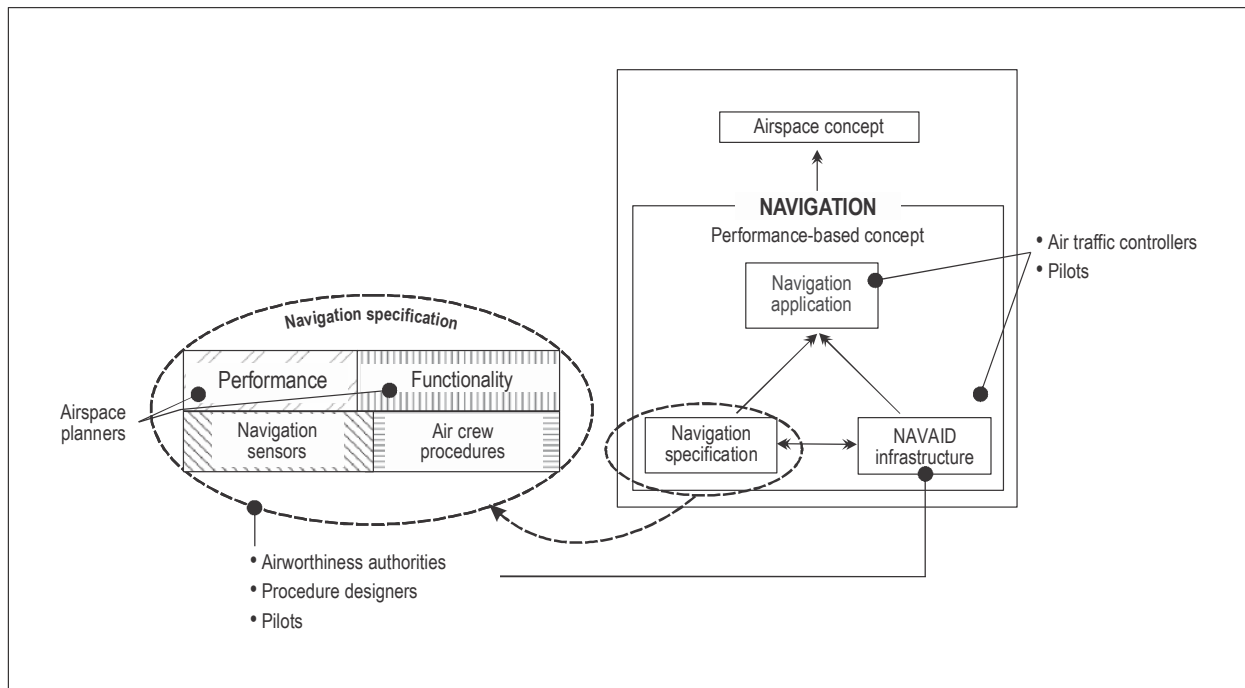 Airspace concept
NAVIGATION
Performance-based concept
• Air traffic controllers
• Pilots
Navigation
application
Navigation specification
Performance
Functionality
Airspace
planners
Navigation
sensors
Air crew
procedures
Navigation
specification
NAVAID
infrastructure
• Airworthiness authorities
• Procedure designers
• Pilots